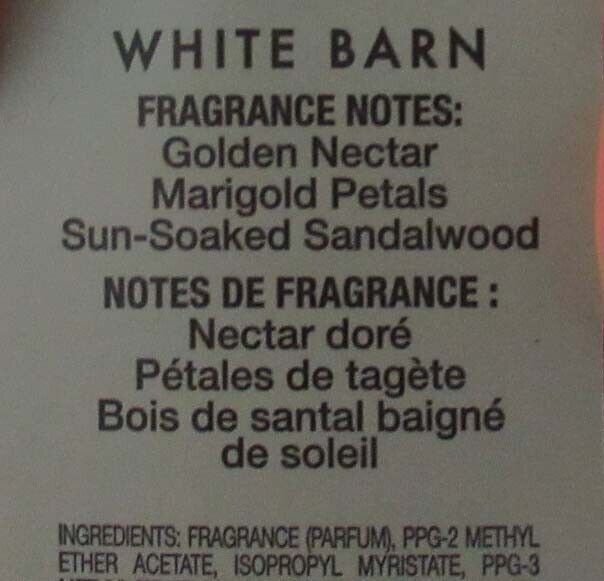 WHITE BARN
FRAGRANCE NOTES:
Golden Nectar
Marigold Petals
Sun-Soaked Sandalwood
NOTES DE FRAGRANCE :
Nectar doré
Pétales de tagète
Bois de santal baigné
de soleil
INGREDIENTS: FRAGRANCE (PARFUM), PPG-2 METHYL
ETHER ACETATE, ISOPROPYL MYRISTATE, PPG-3